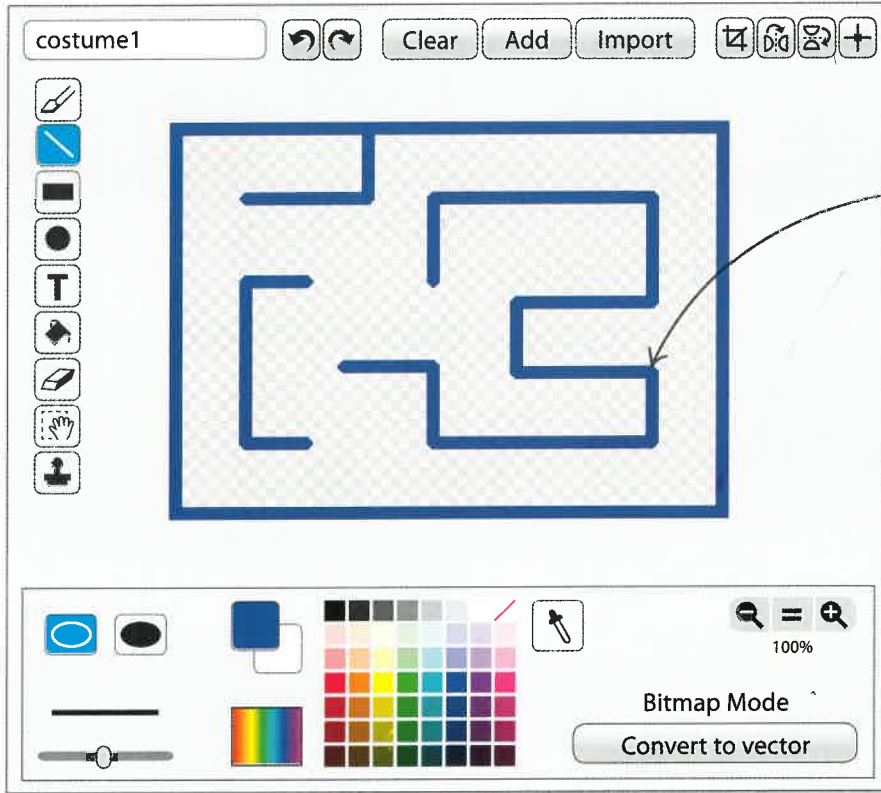 costume1
Clear
Add
Import
T
100%
Bitmap Mode
Convert to vector